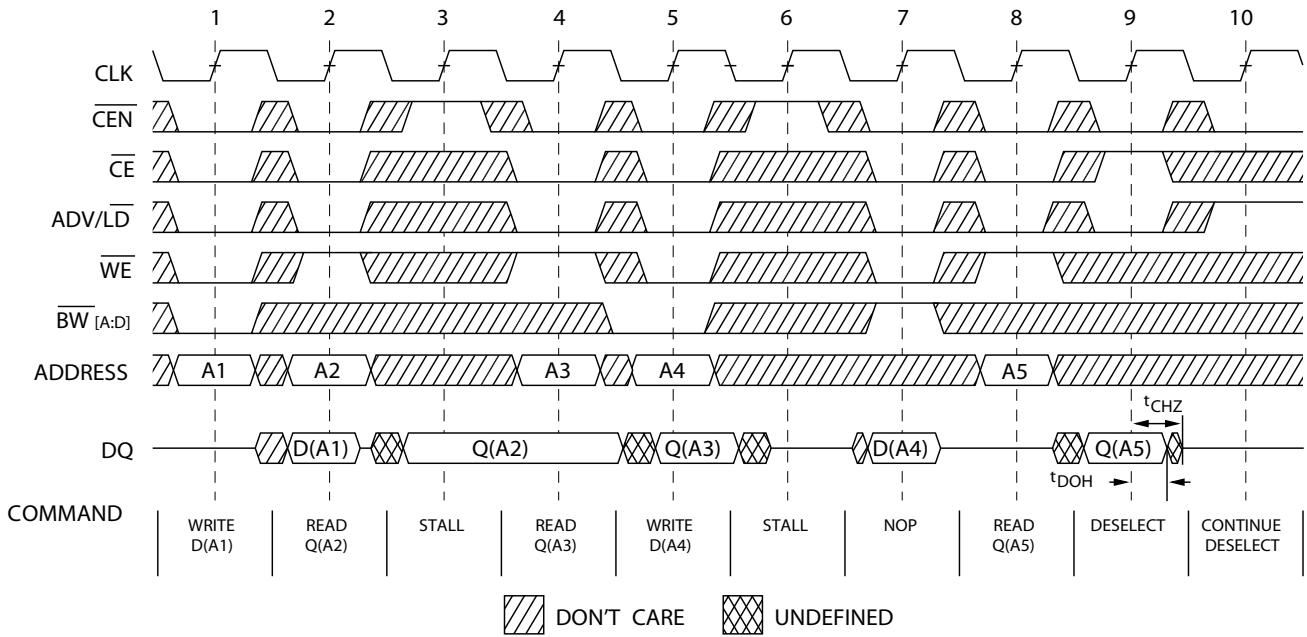 1 2 3 4 5 6 7 8 9 10
CLK
CEN
CE
ADV/LD
WE
BW [A:D]
ADDRESS A1 A2 A3 A4 A5
tCHZ
DQ D(A1) Q(A2) Q(A3) D(A4) Q(A5)
tDOH
COMMAND
WRITE READ STALL READ WRITE STALL NOP READ DESELECT CONTINUE
D(A1) Q(A2) Q(A3) D(A4) Q(A5) DESELECT
DON'T CARE UNDEFINED